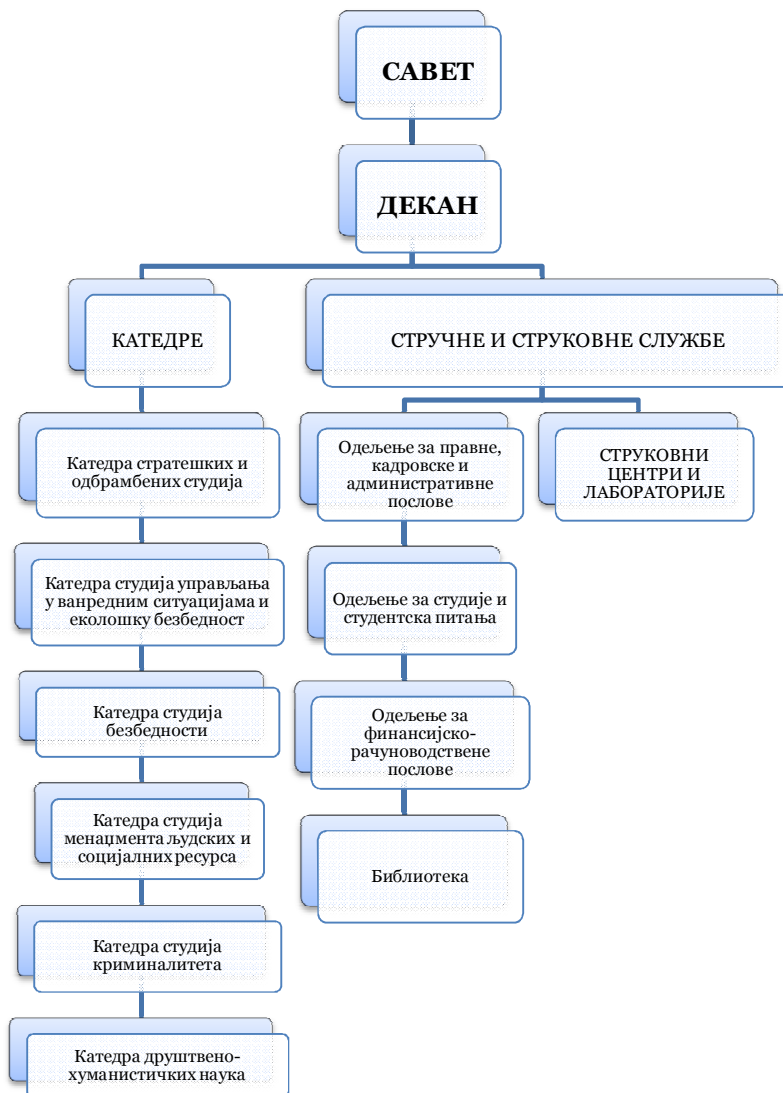 САВЕТ
ДЕКАН
КАТЕДРЕ
СТРУЧНЕ И СТРУКОВНЕ СЛУЖБЕ
Катедра стратешких и
одбрамбених студија
Катедра студија управљања
у ванредним ситуацијама и
еколошку безбедност
Катедра студија
безбедности
Катедра студија
менаџмента људских и
социјалних ресурса
Катедра студија
криминалитета
Катедра друштвено-
хуманистичких наука
Одељење за правне,
кадровске и
административне
послове
Одељење за студије и
студентска питања
Одељење за
финансијско-
рачуноводствене
послове
Библиотека
СТРУКОВНИ
ЦЕНТРИ И
ЛАБОРАТОРИЈЕ